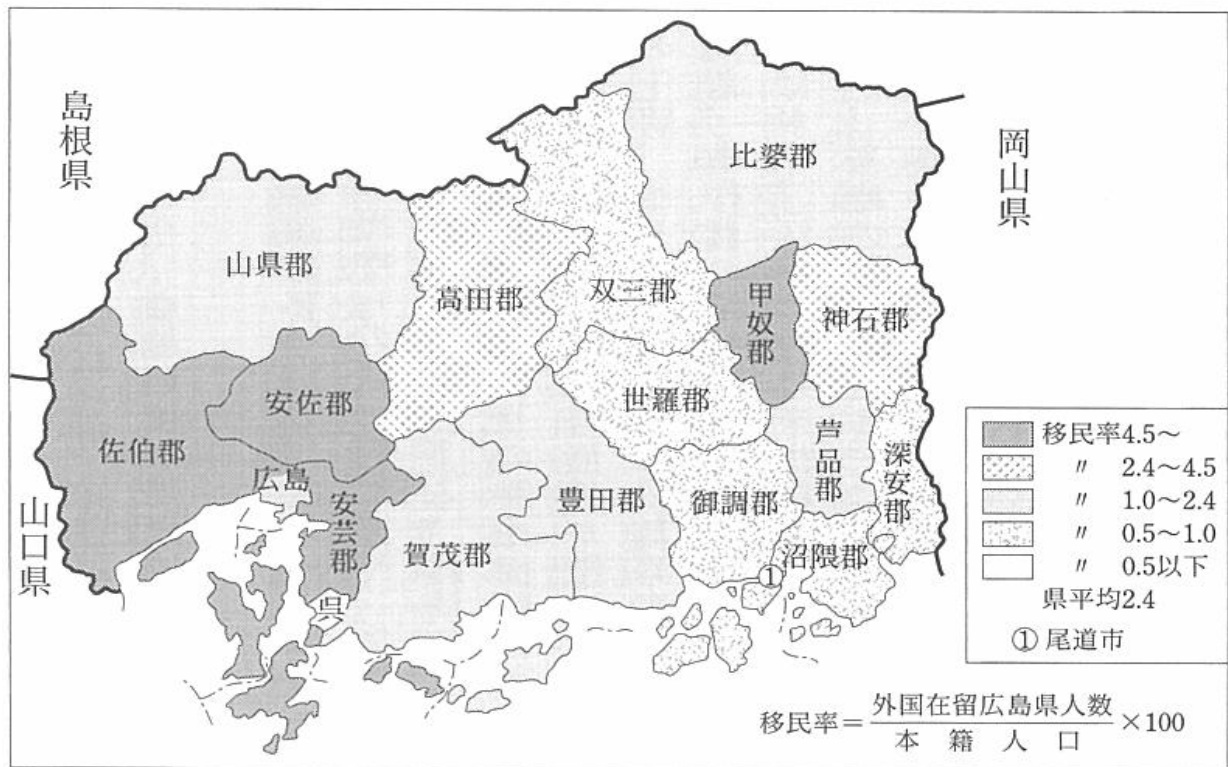 島根県
岡山県
山口県
比婆郡
山県郡
高田郡
双三郡
甲奴郡
神石郡
佐伯郡
安佐郡
世羅郡
芦品郡
深安郡
広島
安芸郡
賀茂郡
豊田郡
御調郡
沼隈郡
呉
①
移民率4.5~
〃 2.4~4.5
〃 1.0~2.4
〃 0.5~1.0
〃 0.5以下
県平均2.4
① 尾道市
移民率=外国在留広島県人数
本籍人口
×100